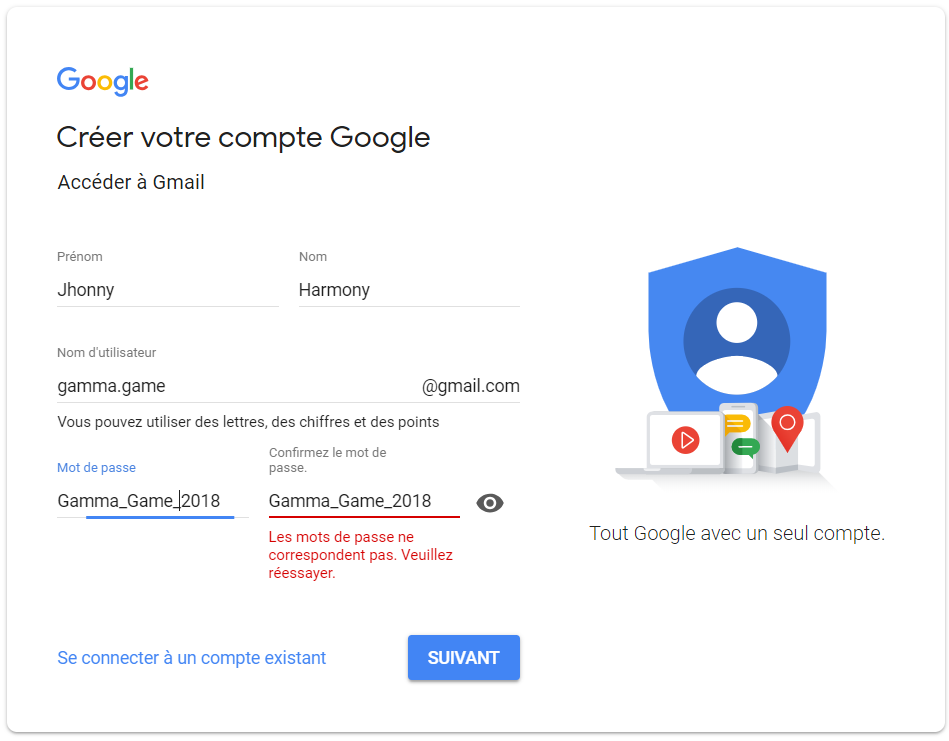 Google
Créer votre compte Google
Accéder à Gmail
Prénom
Nom
Jhonny
Harmony
Nom d'utilisateur
gamma.game
@gmail.com
Vous pouvez utiliser des lettres, des chiffres et des points
Mot de passe
Confirmez le mot de
passe.
Gamma_Game_2018
Gamma_Game_2018
Les mots de passe ne
correspondent pas. Veuillez
réessayer.
Se connecter à un compte existant
SUIVANT
Tout Google avec un seul compte.